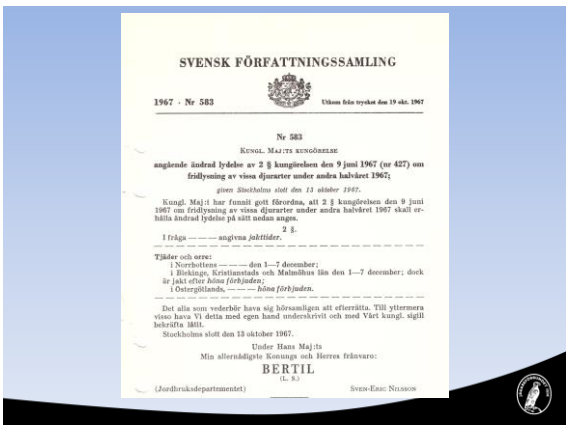 SVENSK FÖRFATTNINGSSAMLING
1967 · Nr 583
Utkom från trycket den 19 okt. 1967
Nr 583
KUNGL. MAJ:TS KUNGÖRELSE
angående ändrad lydelse av 2 § kungörelsen den 9 juni 1967 (nr 427) om
fridlysning av vissa djurarter under andra halvåret 1967;
given Stockholms slott den 13 oktober 1967.
Kungl. Maj:t har funnit gott förordna, att 2 § kungörelsen den 9 juni
1967 om fridlysning av vissa djurarter under andra halvåret 1967 skall er-
hålla ändrad lydelse på sätt nedan anges.
2 §.
I fråga — — — angivna jakttider.
Tjäder och orre:
i Norrbottens — — — den 1—7 december;
i Blekinge, Kristianstads och Malmöhus län den 1—7 december; dock
är jakt efter höna förbjuden;
i Östergötlands, — — — höna förbjuden.
Det alla som vederbör hava sig hörsamligen att efterrätta. Till yttermera
visso hava Vi detta med egen hand underskrivit och med Vårt kungl. sigill
bekräfta låtit.
Stockholms slott den 13 oktober 1967.
Under Hans Maj:ts
Min allernådigste Konungs och Herres frånvaro:
BERTIL
(L. S.)
(Jordbruksdepartementet)
SVEN-ERIC NILSSON